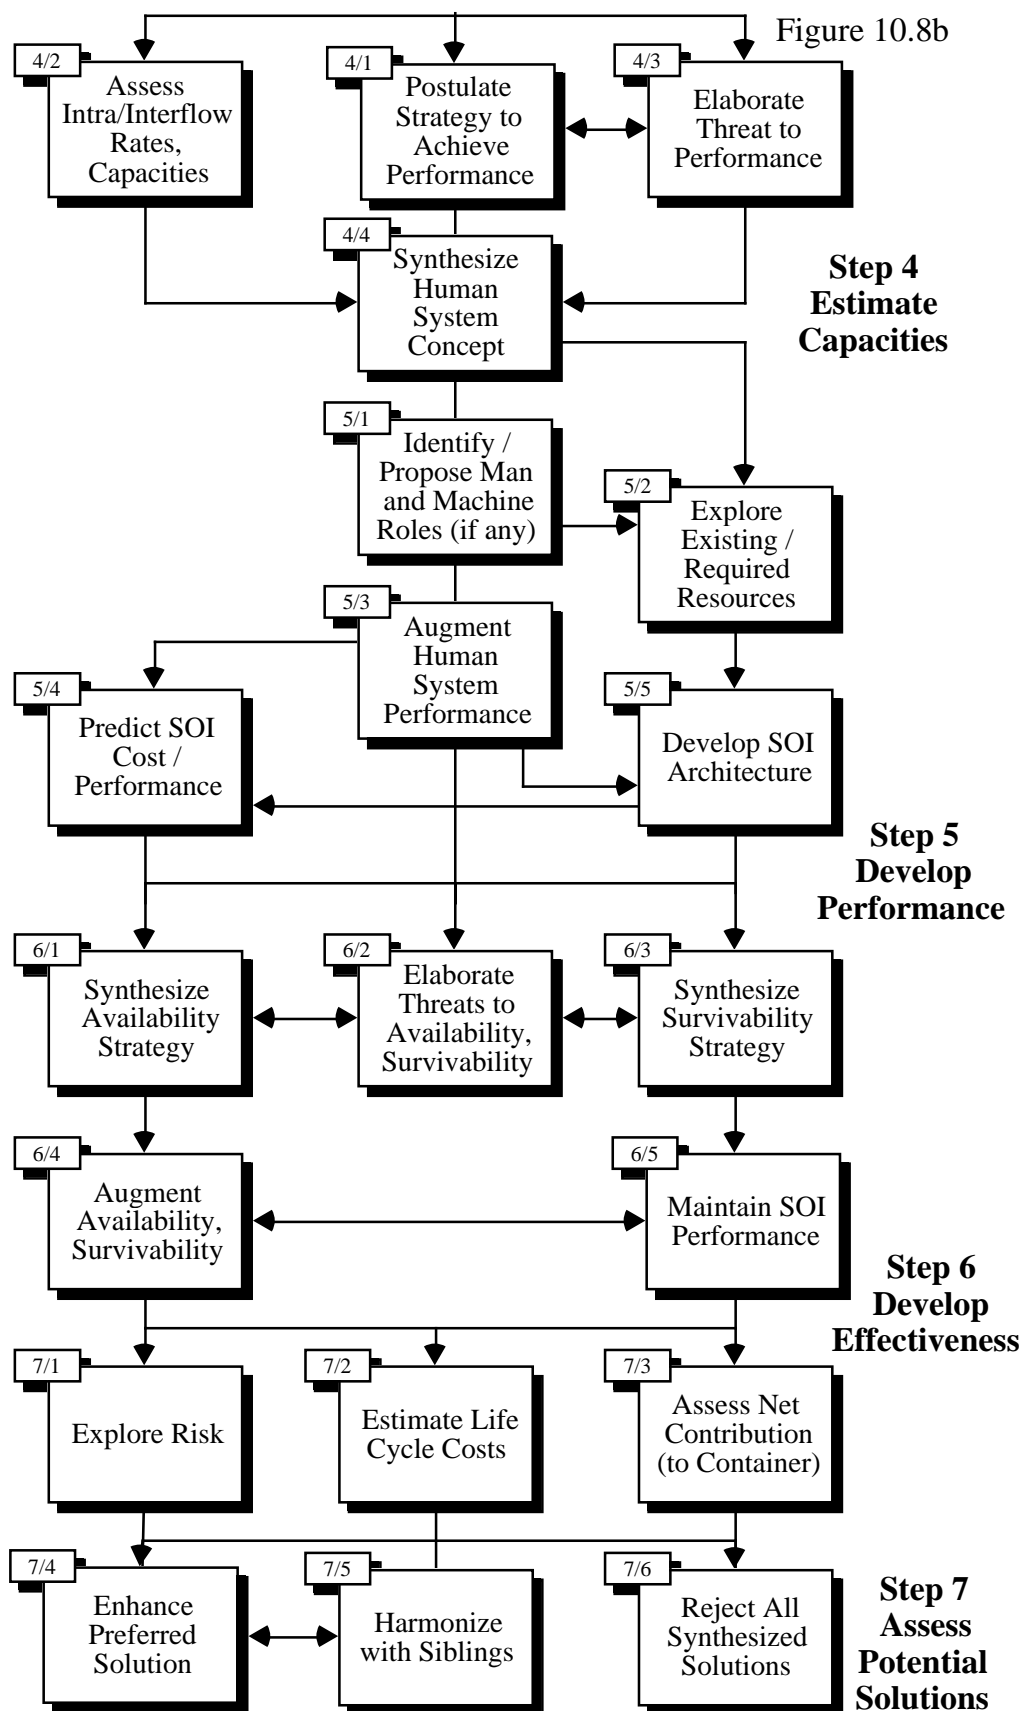 Figure 10.8b
4/2
Assess
Intra/Interflow
Rates,
Capacities
4/1
Postulate
Strategy to
Achieve
Performance
4/3
Elaborate
Threat to
Performance
4/4
Synthesize
Human
System
Concept
Step 4
Estimate
Capacities
5/1
Identify /
Propose Man
and Machine
Roles (if any)
5/2
Explore
Existing /
Required
Resources
5/3
Augment
Human
System
Performance
5/4
Predict SOI
Cost /
Performance
5/5
Develop SOI
Architecture
Step 5
Develop
Performance
6/1
Synthesize
Availability
Strategy
6/2
Elaborate
Threats to
Availability,
Survivability
6/3
Synthesize
Survivability
Strategy
6/4
Augment
Availability,
Survivability
6/5
Maintain SOI
Performance
Step 6
Develop
Effectiveness
7/1
Explore Risk
7/2
Estimate Life
Cycle Costs
7/3
Assess Net
Contribution
(to Container)
7/4
Enhance
Preferred
Solution
7/5
Harmonize
with Siblings
7/6
Reject All
Synthesized
Solutions
Step 7
Assess
Potential
Solutions